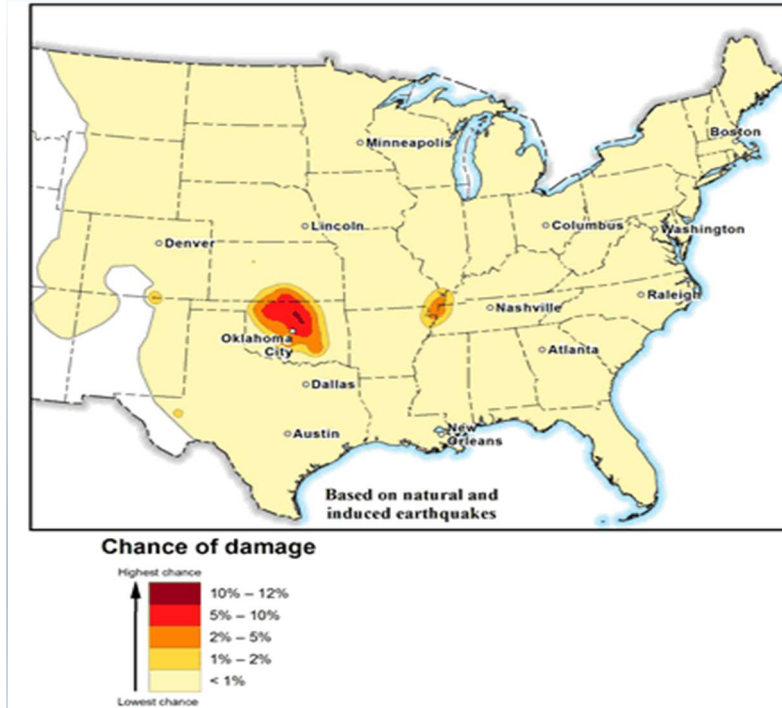 Minneapolis
Boston
Lincoln
Columbus
Washington
Denver
Nashville
Raleigh
Oklahoma
City
Atlanta
Dallas
Austin
New
Orleans
Based on natural and
induced earthquakes
Chance of damage
Highest chance
10% – 12%
5% – 10%
2% – 5%
1% – 2%
< 1%
Lowest chance